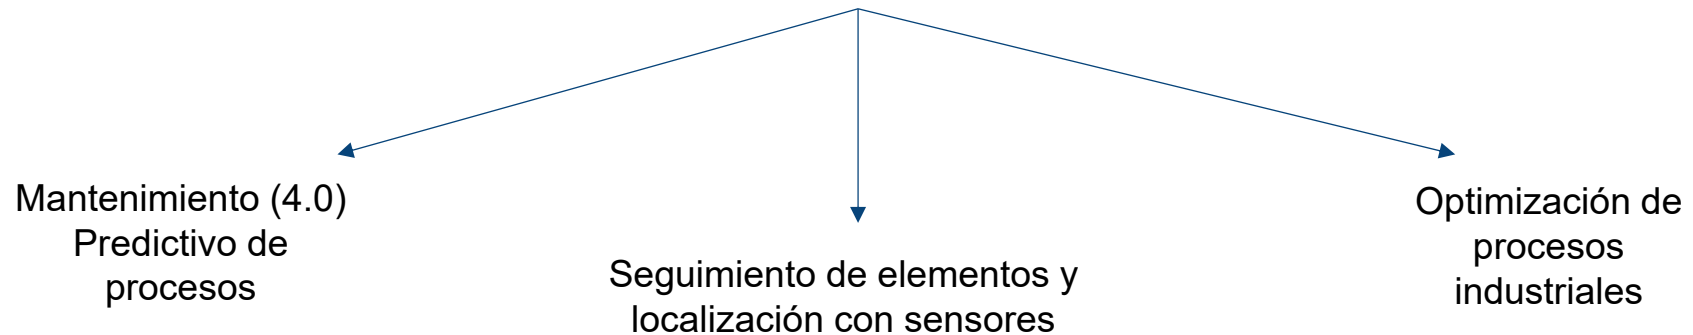 Mantenimiento (4.0)
Predictivo de
procesos
Seguimiento de elementos y
localización con sensores
Optimización de
procesos
industriales